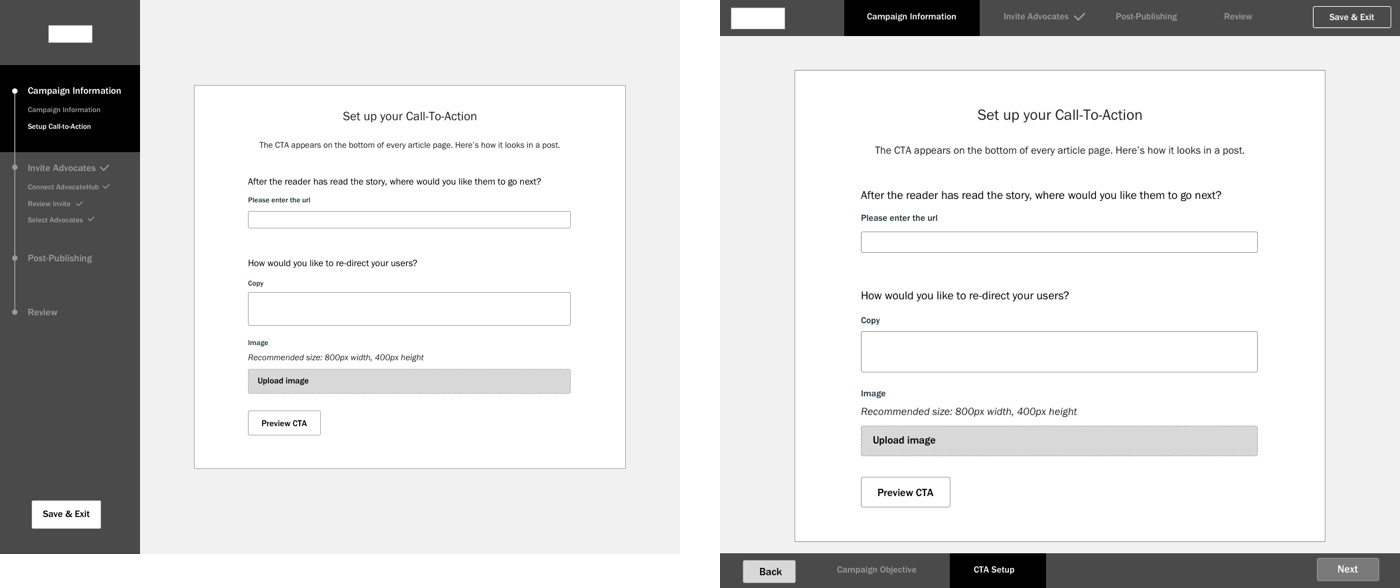 Campaign Information
Campaign Information
Setup Call-to-Action
Invite Advocates
Connect AdvocateHub
Review Invite
Select Advocates
Post-Publishing
Review
Save & Exit
Set up your Call-To-Action
The CTA appears on the bottom of every article page. Here's how it looks in a post.
After the reader has read the story, where would you like them to go next?
Please enter the url
How would you like to re-direct your users?
Copy
Image
Recommended size: 800px width, 400px height
Upload image
Preview CTA
Campaign Information
Invite Advocates
Post-Publishing
Review
Save & Exit
Set up your Call-To-Action
The CTA appears on the bottom of every article page. Here's how it looks in a post.
After the reader has read the story, where would you like them to go next?
Please enter the url
How would you like to re-direct your users?
Copy
Image
Recommended size: 800px width, 400px height
Upload image
Preview CTA
Back
Campaign Objective
CTA Setup
Next